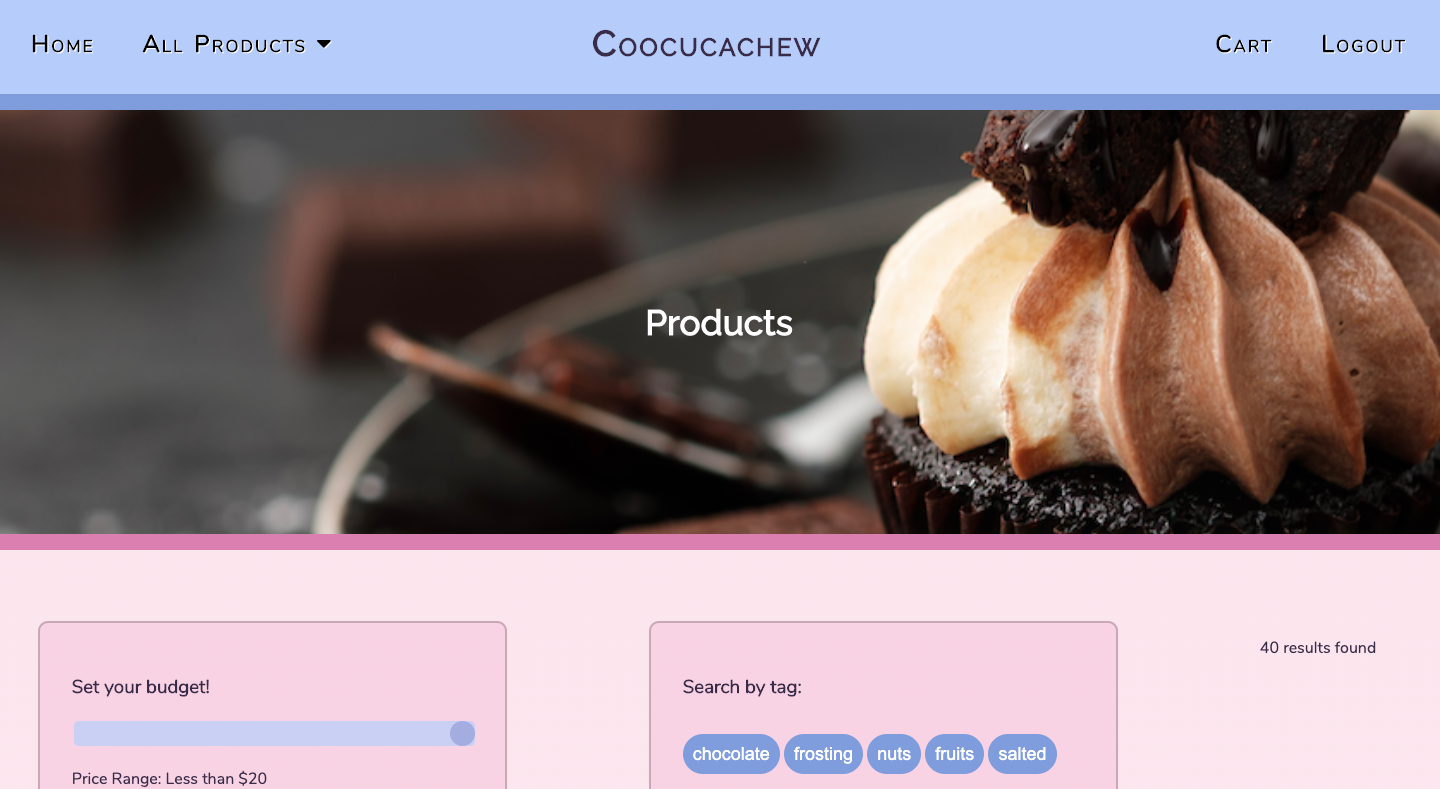 Home All Products Coocucachew Cart Logout
Products
40 results found
Set your budget!
Price Range: Less than $20
Search by tag:
chocolate frosting nuts fruits salted